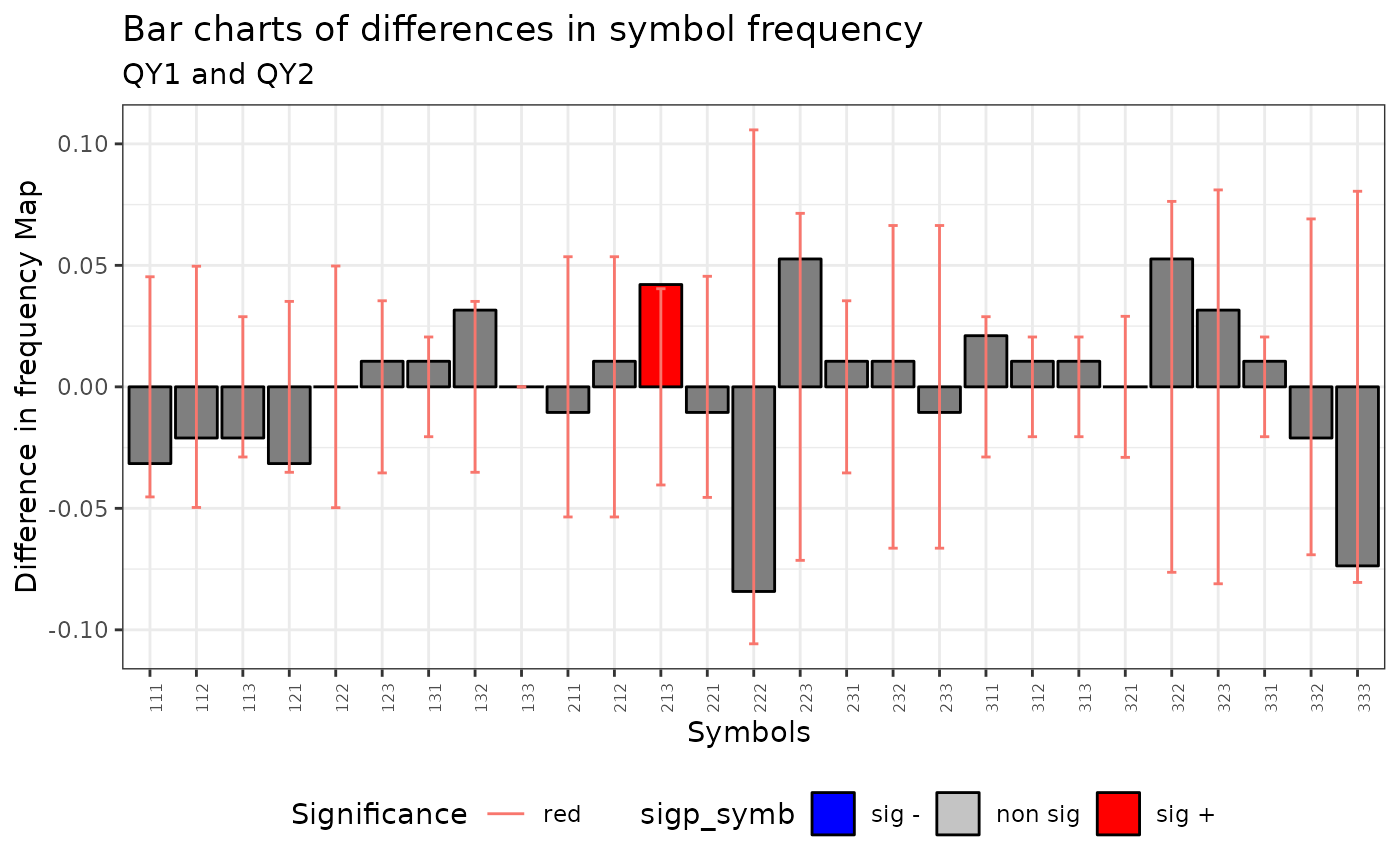 Bar charts of differences in symbol frequency
QY1 and QY2
Difference in frequency Map
0.10
0.05
0.00
-0.05
-0.10
111 112 113 121 122 123 131 132 133 211 212 213 221 222 223 231 232 233 311 312 313 321 322 323 331 332 333
Symbols
Significance red sigp_symb sig - non sig sig +